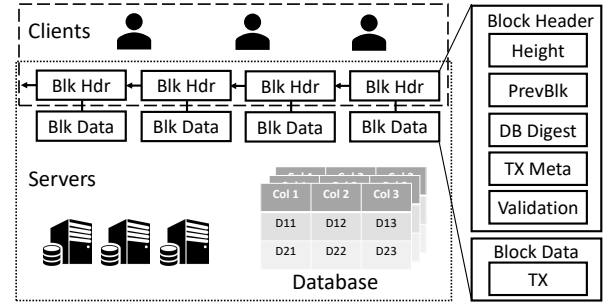 Clients
Blk Hdr Blk Hdr Blk Hdr Blk Hdr
Blk Data Blk Data Blk Data Blk Data
Servers
Col 1 Col 2 Col 3
D11 D12 D13
D21 D22 D23
Database
Block Header
Height
PrevBlk
DB Digest
TX Meta
Validation
Block Data
TX